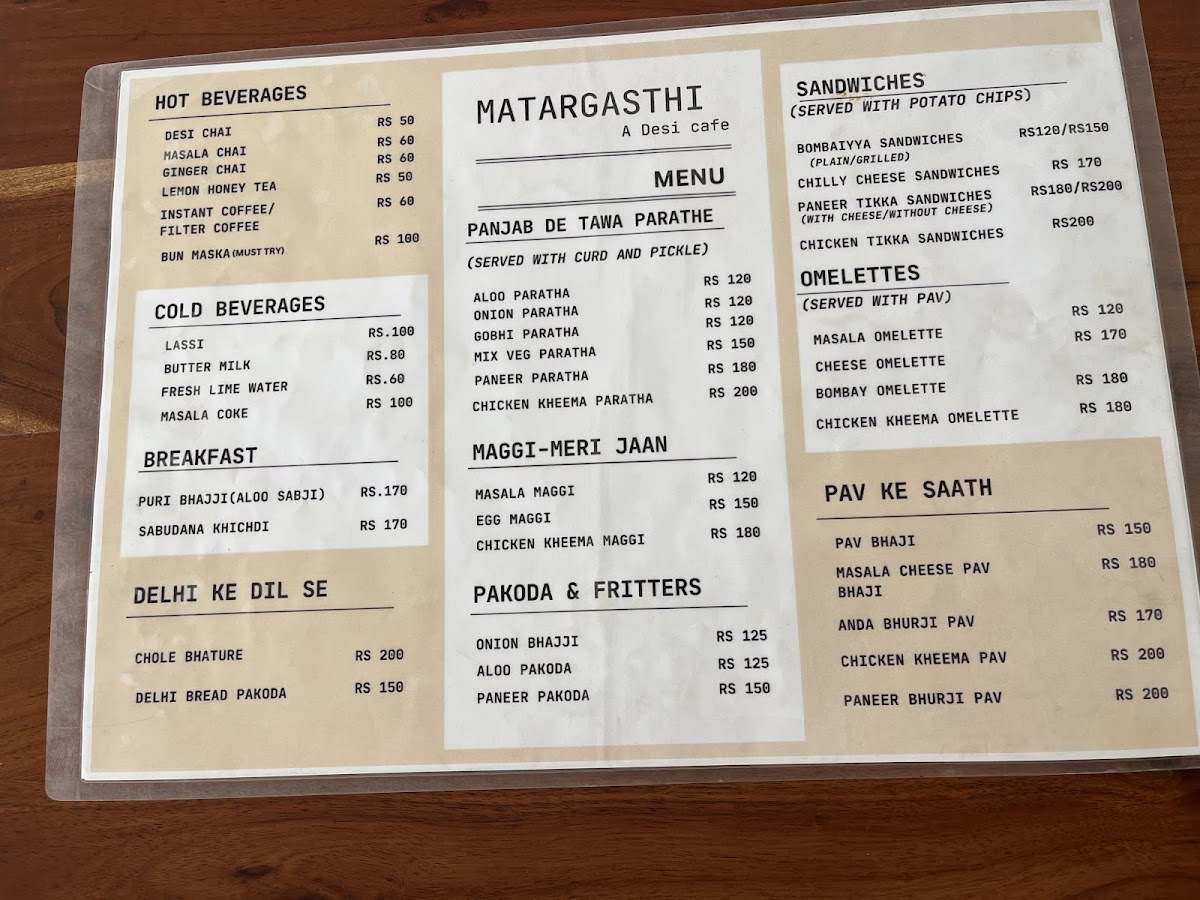 HOT BEVERAGES
DESI CHAI RS 50
MASALA CHAI RS 60
GINGER CHAI RS 60
LEMON HONEY TEA RS 50
INSTANT COFFEE/ RS 60
FILTER COFFEE
BUN MASKA (MUST TRY) RS 100
COLD BEVERAGES
LASSI RS.100
BUTTER MILK RS.80
FRESH LIME WATER RS.60
MASALA COKE RS 100
BREAKFAST
PURI BHAJJI(ALOO SABJI) RS.170
SABUDANA KHICHDI RS 170
DELHI KE DIL SE
CHOLE BHATURE RS 200
DELHI BREAD PAKODA RS 150
MATARGASTHI
A Desi cafe
MENU
PANJAB DE TAWA PARATHE
(SERVED WITH CURD AND PICKLE)
ALOO PARATHA RS 120
ONION PARATHA RS 120
GOBHI PARATHA RS 120
MIX VEG PARATHA RS 150
PANEER PARATHA RS 180
CHICKEN KHEEMA PARATHA RS 200
MAGGI-MERI JAAN
MASALA MAGGI RS 120
EGG MAGGI RS 150
CHICKEN KHEEMA MAGGI RS 180
PAKODA & FRITTERS
ONION BHAJJI RS 125
ALOO PAKODA RS 125
PANEER PAKODA RS 150
SANDWICHES
(SERVED WITH POTATO CHIPS)
BOMBAIYYA SANDWICHES RS120/RS150
(PLAIN/GRILLED)
CHILLY CHEESE SANDWICHES RS 170
PANEER TIKKA SANDWICHES RS180/RS200
(WITH CHEESE/WITHOUT CHEESE)
CHICKEN TIKKA SANDWICHES RS200
OMELETTES
(SERVED WITH PAV)
MASALA OMELETTE RS 120
CHEESE OMELETTE RS 170
BOMBAY OMELETTE RS 180
CHICKEN KHEEMA OMELETTE RS 180
PAV KE SAATH
PAV BHAJI RS 150
MASALA CHEESE PAV RS 180
BHAJI
ANDA BHURJI PAV RS 170
CHICKEN KHEEMA PAV RS 200
PANEER BHURJI PAV RS 200